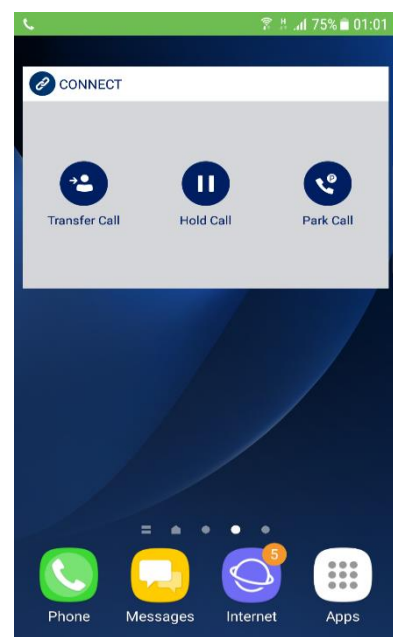 75% 01:01
CONNECT
Transfer Call Hold Call Park Call
5
Phone Messages Internet Apps